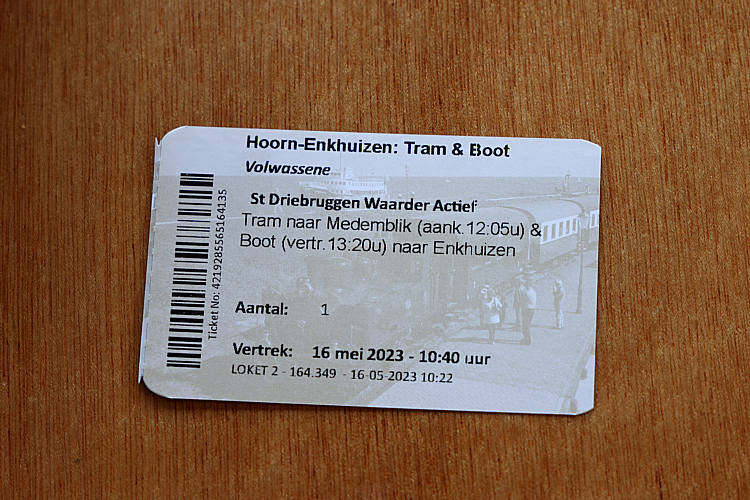 Hoorn-Enkhuizen: Tram & Boot
Volwassene
St Driebruggen Waarder Actief
Tram naar Medemblik (aank.12:05u) &
Boot (vertr.13:20u) naar Enkhuizen
Aantal: 1
Vertrek: 16 mei 2023 - 10:40 uur
LOKET 2 - 164.349 - 16-05-2023 10:22
Ticket No: 4219285565164135